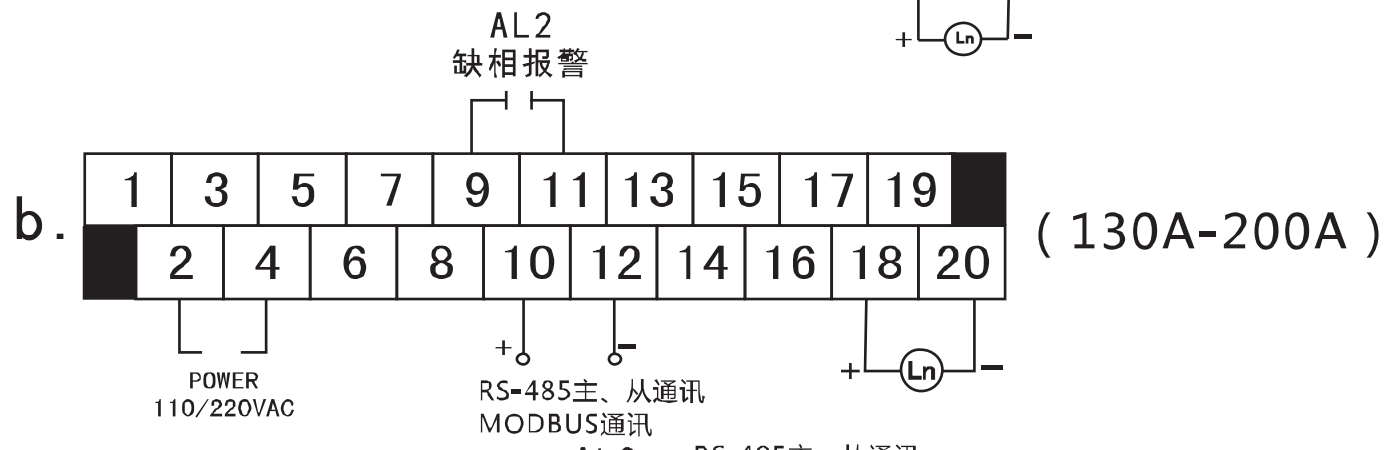 AL2
缺相报警
+ Ln −
b. 1 3 5 7 9 11 13 15 17 19
2 4 6 8 10 12 14 16 18 20
(130A-200A)
+ −
+ Ln −
POWER
110/220VAC
RS-485主、从通讯
MODBUS通讯